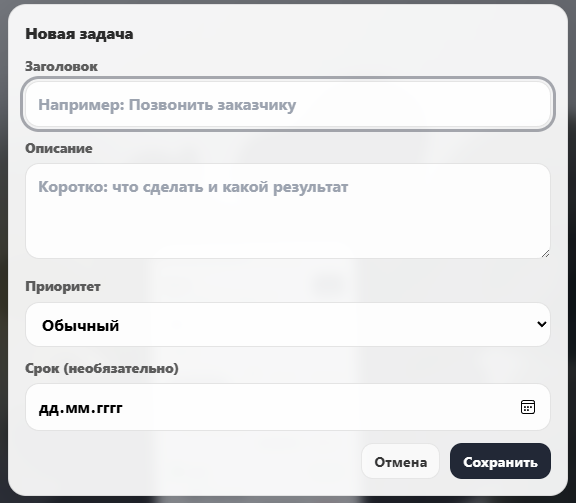 Новая задача
Заголовок
Например: Позвонить заказчику
Описание
Коротко: что сделать и какой результат
Приоритет
Обычный
Срок (необязательно)
дд.мм.гггг
Отмена
Сохранить